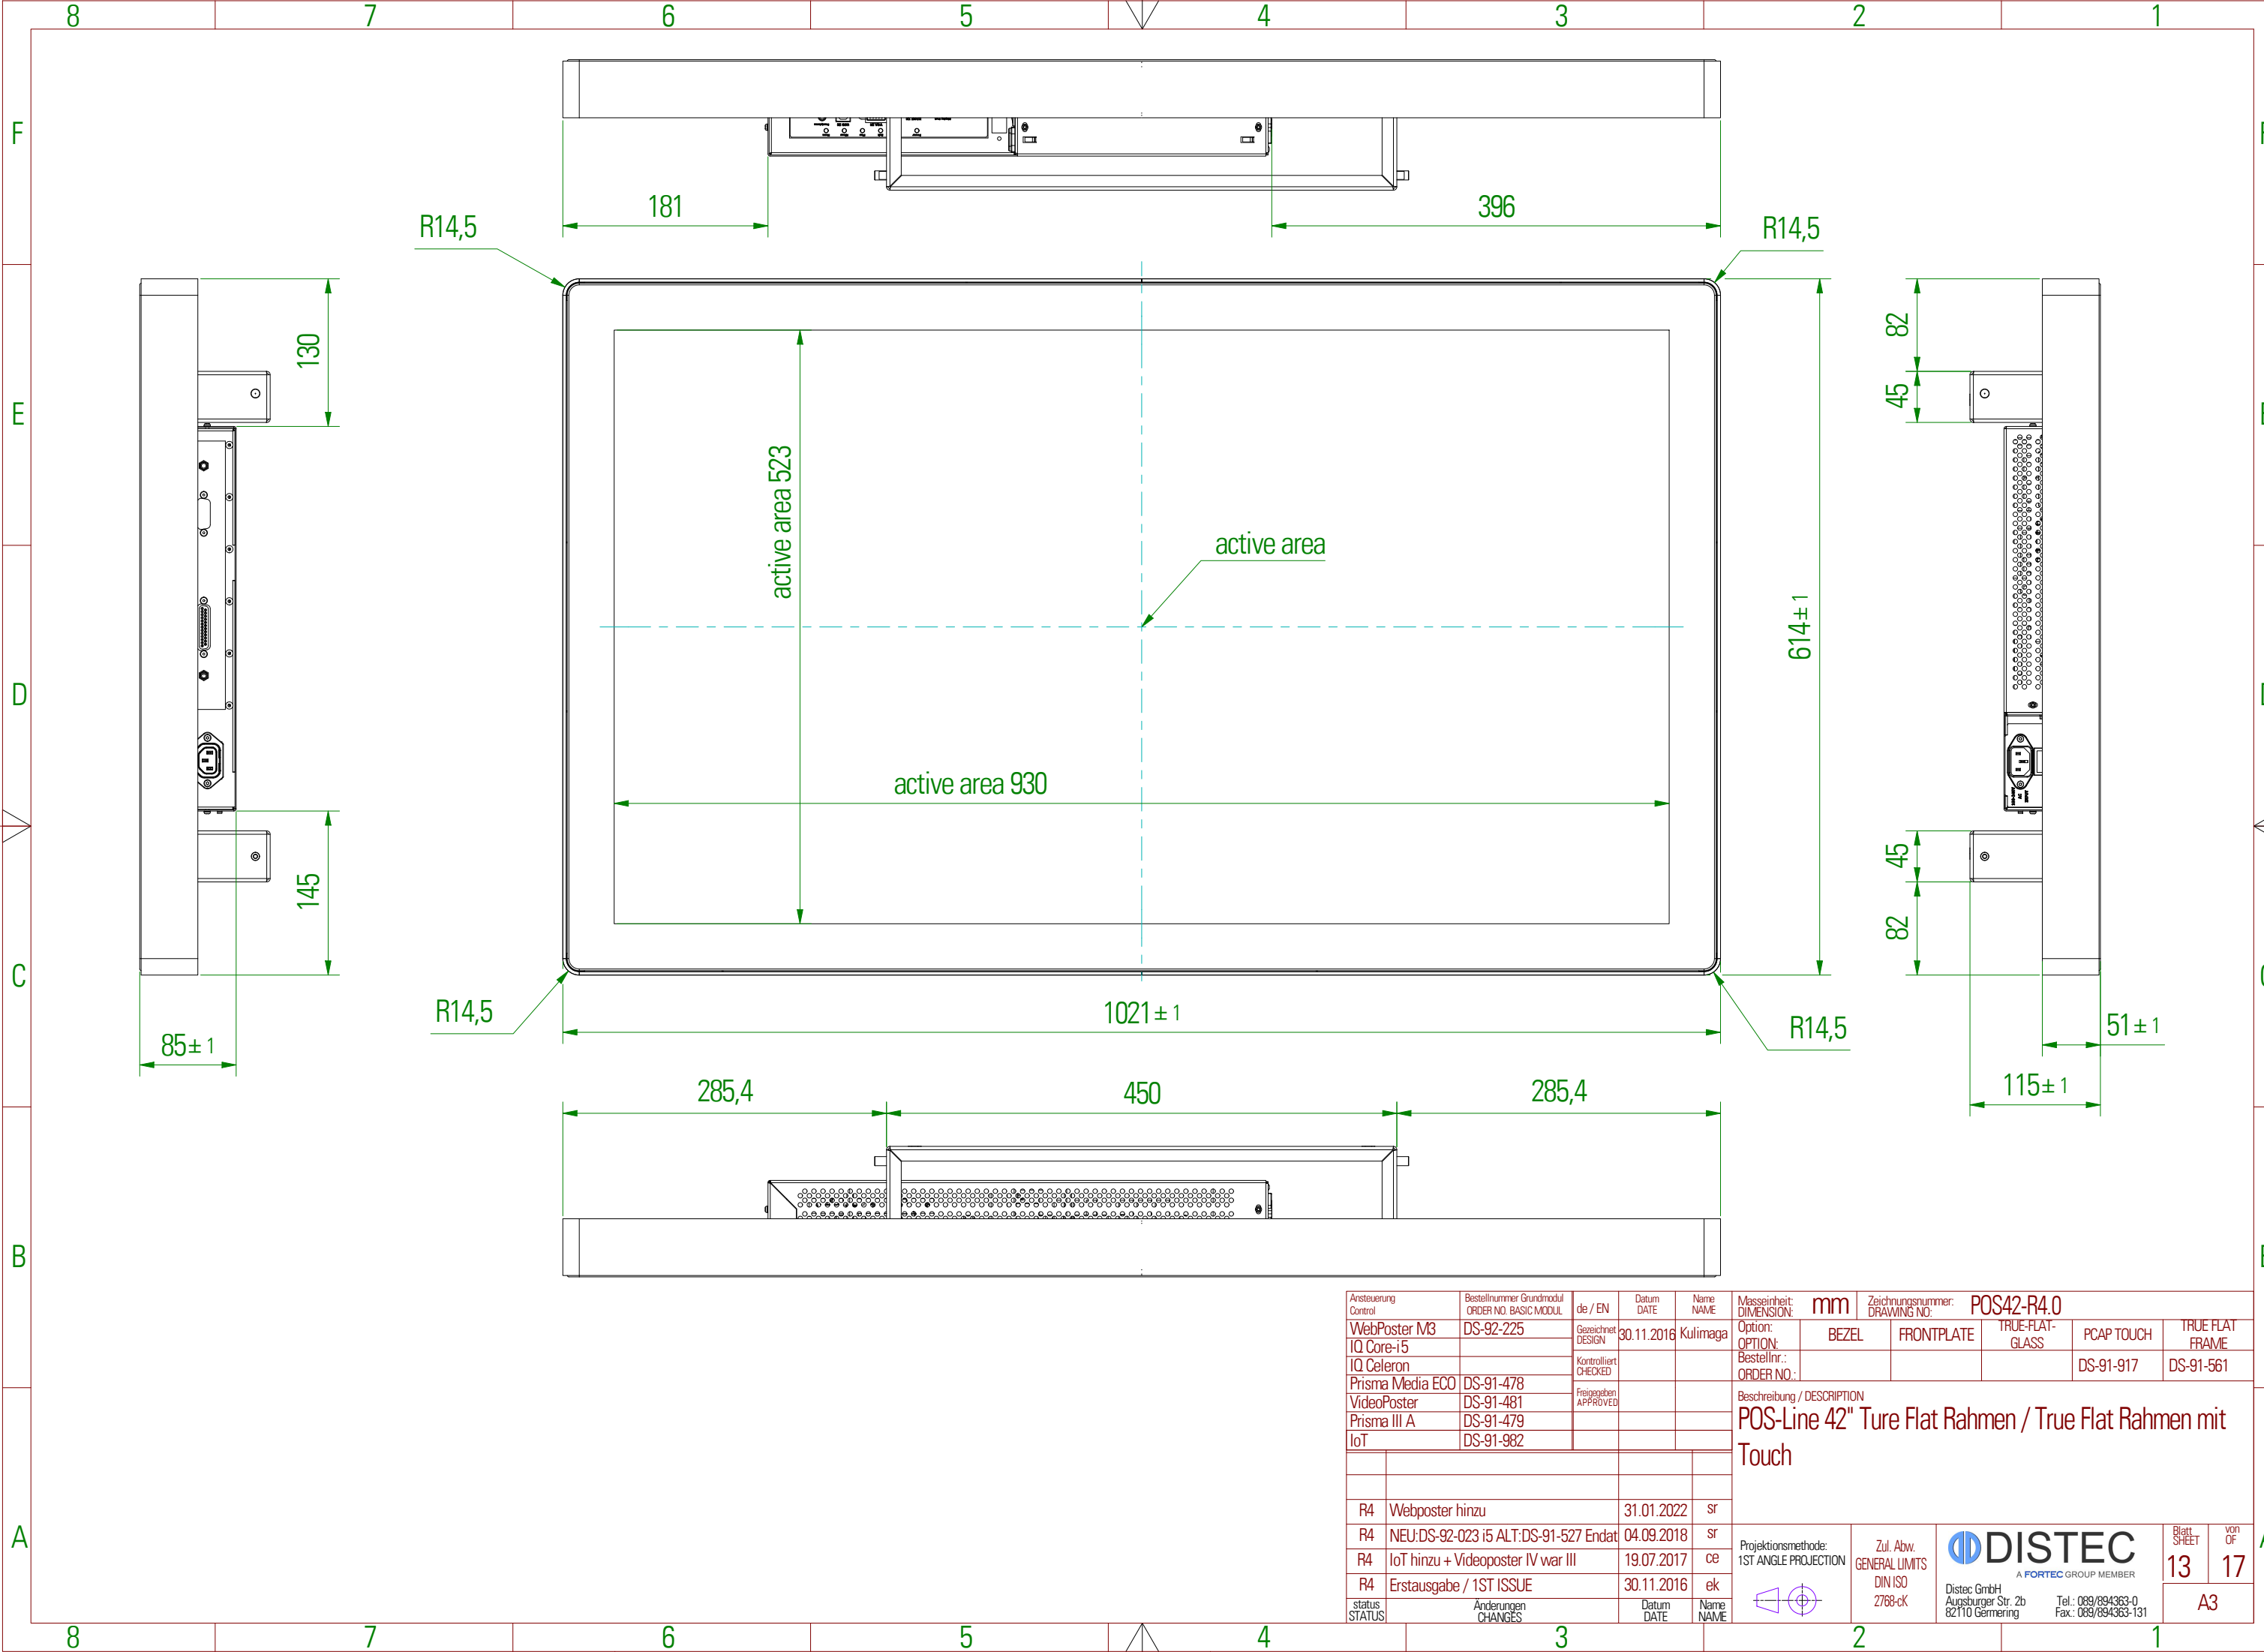 8 7 6 5 4 3 2 1
F
E
D
C
B
A
181
396
R14,5
R14,5
130
82
45
active area 523
active area
614±1
active area 930
145
45
82
R14,5
1021±1
R14,5
85±1
51±1
115±1
285,4
450
285,4
Ansteuerung
Control
Bestellnummer Grundmodul
ORDER NO. BASIC MODUL
WebPoster M3 DS-92-225
IQ Core-i5
IQ Celeron
Prisma Media ECO DS-91-478
VideoPoster DS-91-481
Prisma III A DS-91-479
IoT DS-91-982
de / EN
Datum
DATE
Name
NAME
Gezeichnet
DESIGN
30.11.2016 Kulimaga
Kontrolliert
CHECKED
Freigegeben
APPROVED
Masseinheit:
DIMENSION:
mm
Zeichnungsnummer:
DRAWING NO:
POS42-R4.0
Option:
OPTION:
BEZEL
FRONTPLATE
TRUE-FLAT-
GLASS
PCAP TOUCH
TRUE FLAT
FRAME
Bestellnr.:
ORDER NO.:
DS-91-917
DS-91-561
Beschreibung / DESCRIPTION
POS-Line 42" Ture Flat Rahmen / True Flat Rahmen mit
Touch
R4 Webposter hinzu 31.01.2022 sr
R4 NEU:DS-92-023 i5 ALT:DS-91-527 Endat 04.09.2018 sr
R4 IoT hinzu + Videoposter IV war III 19.07.2017 ce
R4 Erstausgabe / 1ST ISSUE 30.11.2016 ek
status
STATUS
Änderungen
CHANGES
Datum
DATE
Name
NAME
Projektionsmethode:
1ST ANGLE PROJECTION
Zul. Abw.
GENERAL LIMITS
DIN ISO
2768-cK
DISTEC
A FORTEC GROUP MEMBER
Distec GmbH
Augsburger Str. 2b
82110 Germering
Tel.: 089/894363-0
Fax.: 089/894363-131
Blatt
SHEET
13
von
OF
17
A3
8 7 6 5 4 3 2 1